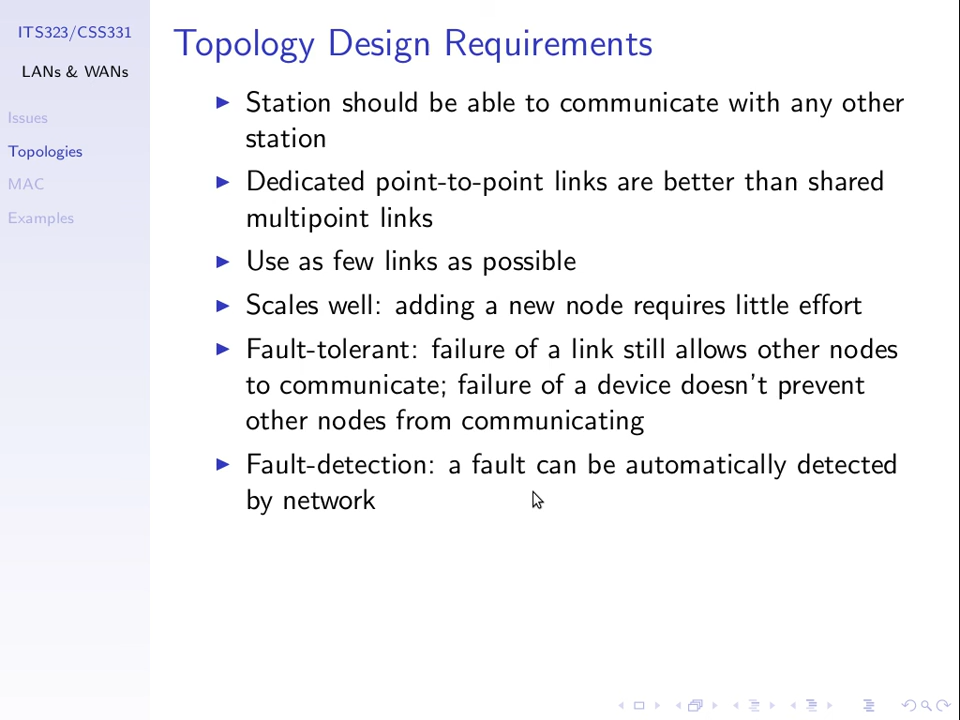 ITS323/CSS331
LANs & WANs
Issues
Topologies
MAC
Examples
Topology Design Requirements
Station should be able to communicate with any other
station
Dedicated point-to-point links are better than shared
multipoint links
Use as few links as possible
Scales well: adding a new node requires little effort
Fault-tolerant: failure of a link still allows other nodes
to communicate; failure of a device doesn't prevent
other nodes from communicating
Fault-detection: a fault can be automatically detected
by network